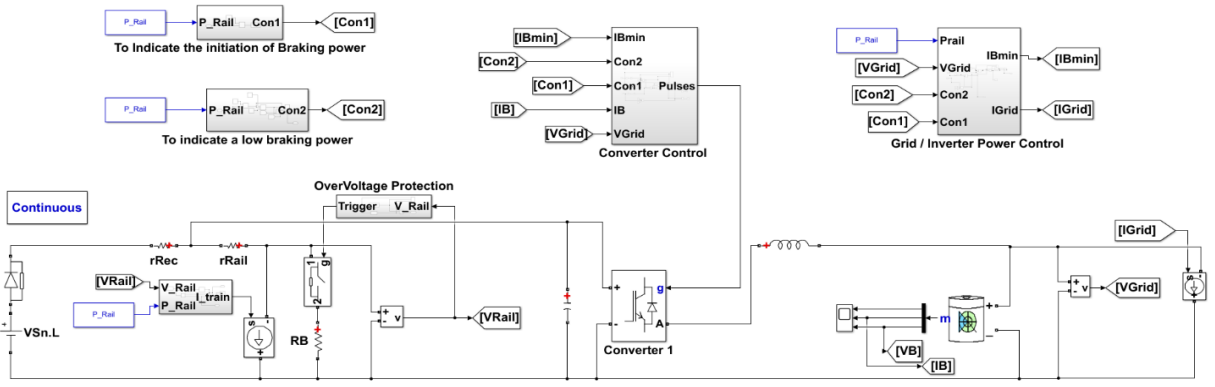 P_Rail
P_Rail
Con1
[Con1]
To Indicate the initiation of Braking power
P_Rail
P_Rail
Con2
[Con2]
To indicate a low braking power
[IBmin]
IBmin
[Con2]
Con2
[Con1]
Con1
Pulses
[IB]
IB
[VGrid]
VGrid
Converter Control
P_Rail
Prail
IBmin
[IBmin]
[VGrid]
VGrid
[Con2]
Con2
IGrid
[IGrid]
[Con1]
Con1
Grid / Inverter Power Control
Continuous
OverVoltage Protection
Trigger
V_Rail
rRec
rRail
[VRail]
V_Rail
P_Rail
I_train
P_Rail
s
VSn.L
1
g
2
RB
+
-
v
[VRail]
+
-
g
A
Converter 1
+
m
[VB]
[IB]
+
-
v
[VGrid]
[IGrid]
s